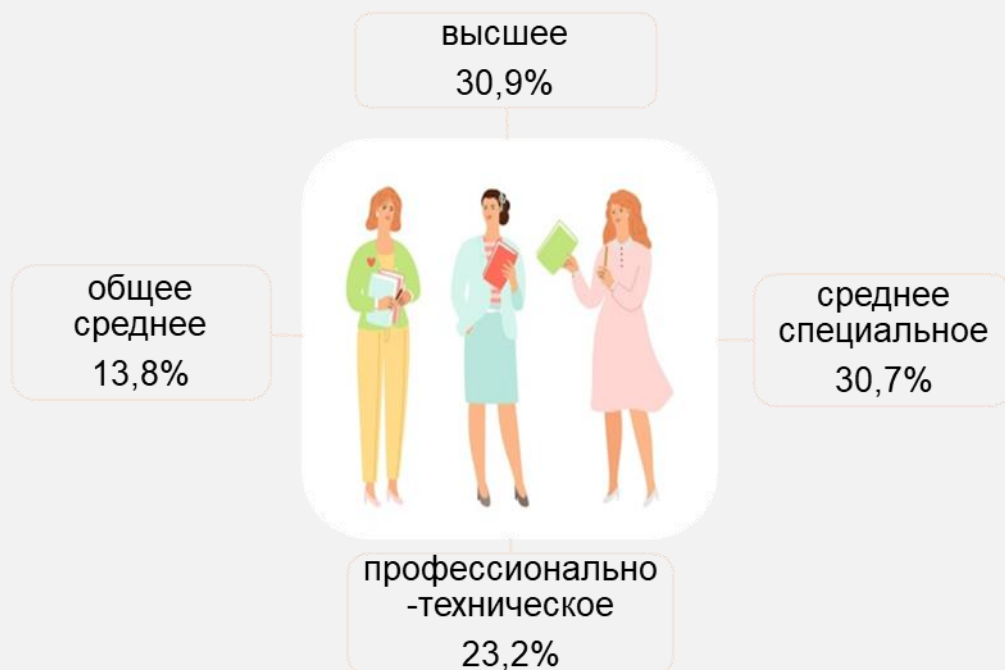 высшее
30,9%
общее
среднее
13,8%
среднее
специальное
30,7%
профессионально
-техническое
23,2%